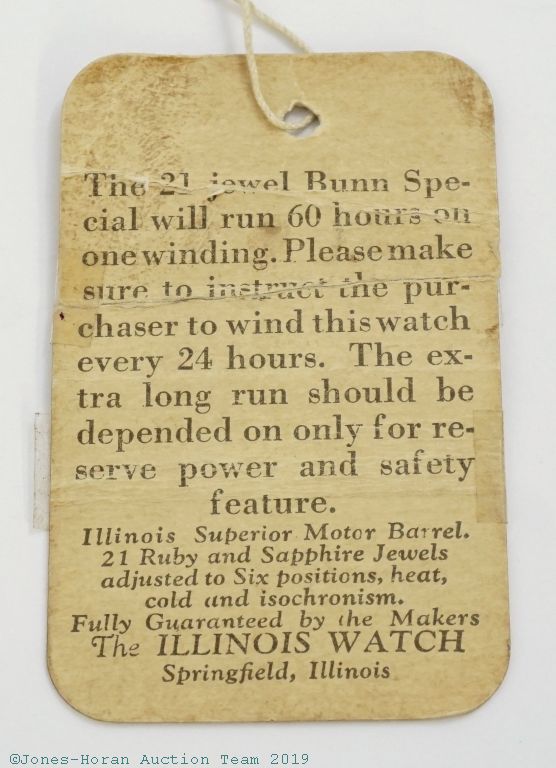 The 21 jewel Bunn Spe-
cial will run 60 hours on
one winding. Please make
sure to instruct the pur-
chaser to wind this watch
every 24 hours. The ex-
tra long run should be
depended on only for re-
serve power and safety
feature.
Illinois Superior Motor Barrel.
21 Ruby and Sapphire Jewels
adjusted to Six positions, heat,
cold and isochronism.
Fully Guaranteed by the Makers
The ILLINOIS WATCH
Springfield, Illinois
©Jones-Horan Auction Team 2019